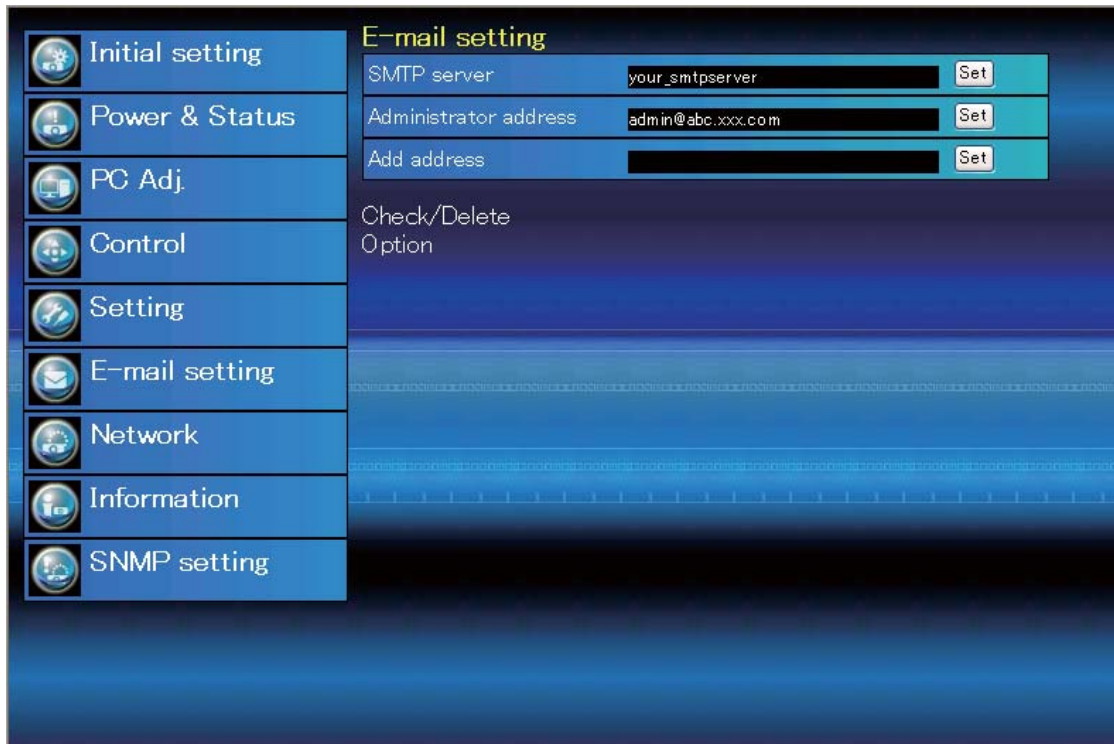 Initial setting
Power & Status
PC Adj.
Control
Setting
E-mail setting
Network
Information
SNMP setting
E-mail setting
SMTP server your_smtpserver Set
Administrator address admin@abc.xxx.com Set
Add address Set
Check/Delete
Option